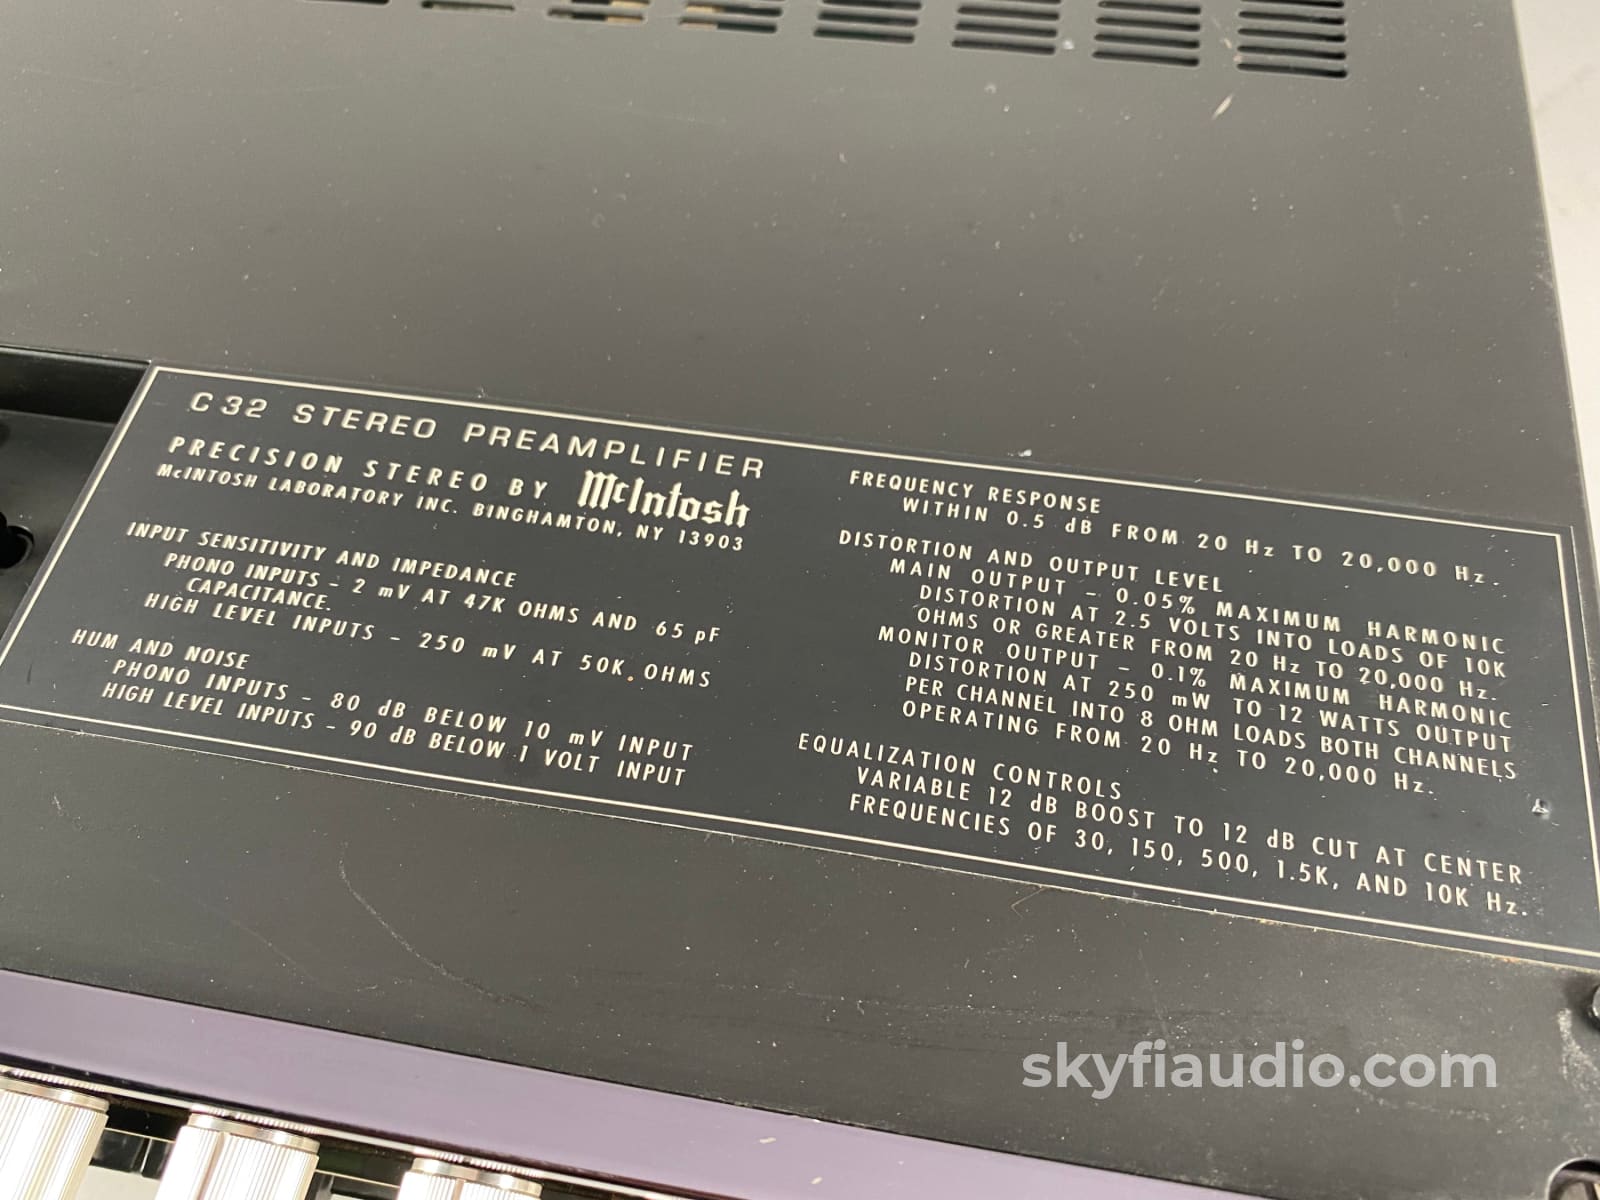 C 32 STEREO PREAMPLIFIER
PRECISION STEREO BY McIntosh
McINTOSH LABORATORY INC. BINGHAMTON, NY 13903
INPUT SENSITIVITY AND IMPEDANCE
PHONO INPUTS - 2 mV AT 47K OHMS AND 65 pF
CAPACITANCE.
HIGH LEVEL INPUTS - 250 mV AT 50K OHMS
HUM AND NOISE
PHONO INPUTS - 80 dB BELOW 10 mV INPUT
HIGH LEVEL INPUTS - 90 dB BELOW 1 VOLT INPUT
FREQUENCY RESPONSE
WITHIN 0.5 dB FROM 20 Hz TO 20,000 Hz.
DISTORTION AND OUTPUT LEVEL
MAIN OUTPUT - 0.05% MAXIMUM HARMONIC
DISTORTION AT 2.5 VOLTS INTO LOADS OF 10K
OHMS OR GREATER FROM 20 Hz TO 20,000 Hz.
MONITOR OUTPUT - 0.1% MAXIMUM HARMONIC
DISTORTION AT 250 mW TO 12 WATTS OUTPUT
PER CHANNEL INTO 8 OHM LOADS BOTH CHANNELS
OPERATING FROM 20 Hz TO 20,000 Hz.
EQUALIZATION CONTROLS
VARIABLE 12 dB BOOST TO 12 dB CUT AT CENTER
FREQUENCIES OF 30, 150, 500, 1.5K, AND 10K Hz.
skyfiaudio.com